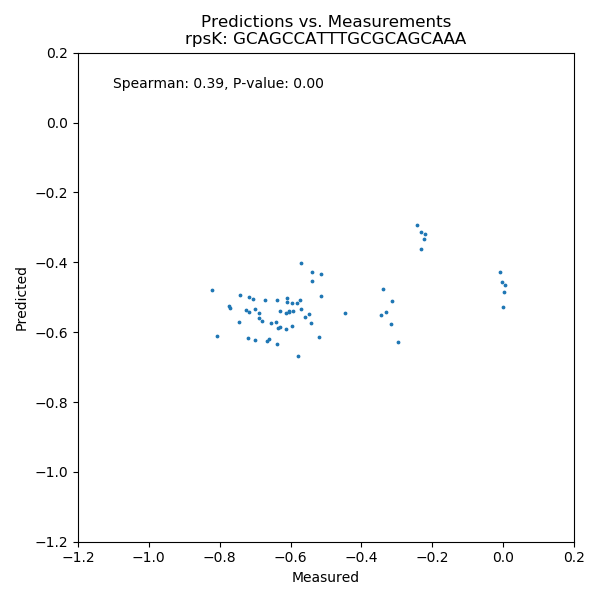 Predictions vs. Measurements
rpsK: GCAGCCATTTGCGCAGCAAA
Spearman: 0.39, P-value: 0.00
0.2
0.0
−0.2
−0.4
−0.6
−0.8
−1.0
−1.2
Predicted
−1.2 −1.0 −0.8 −0.6 −0.4 −0.2 0.0 0.2
Measured